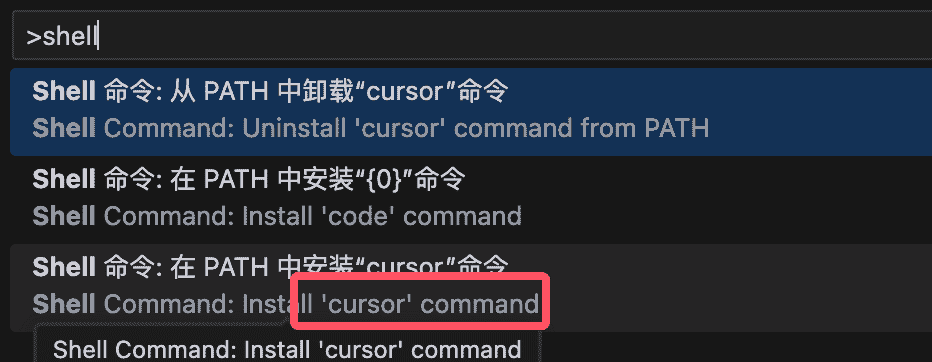 >shell
Shell 命令: 从 PATH 中卸载“cursor”命令
Shell Command: Uninstall 'cursor' command from PATH
Shell 命令: 在 PATH 中安装“{0}”命令
Shell Command: Install 'code' command
Shell 命令: 在 PATH 中安装“cursor”命令
Shell Command: Install 'cursor' command
Shell Command: Install 'cursor' command